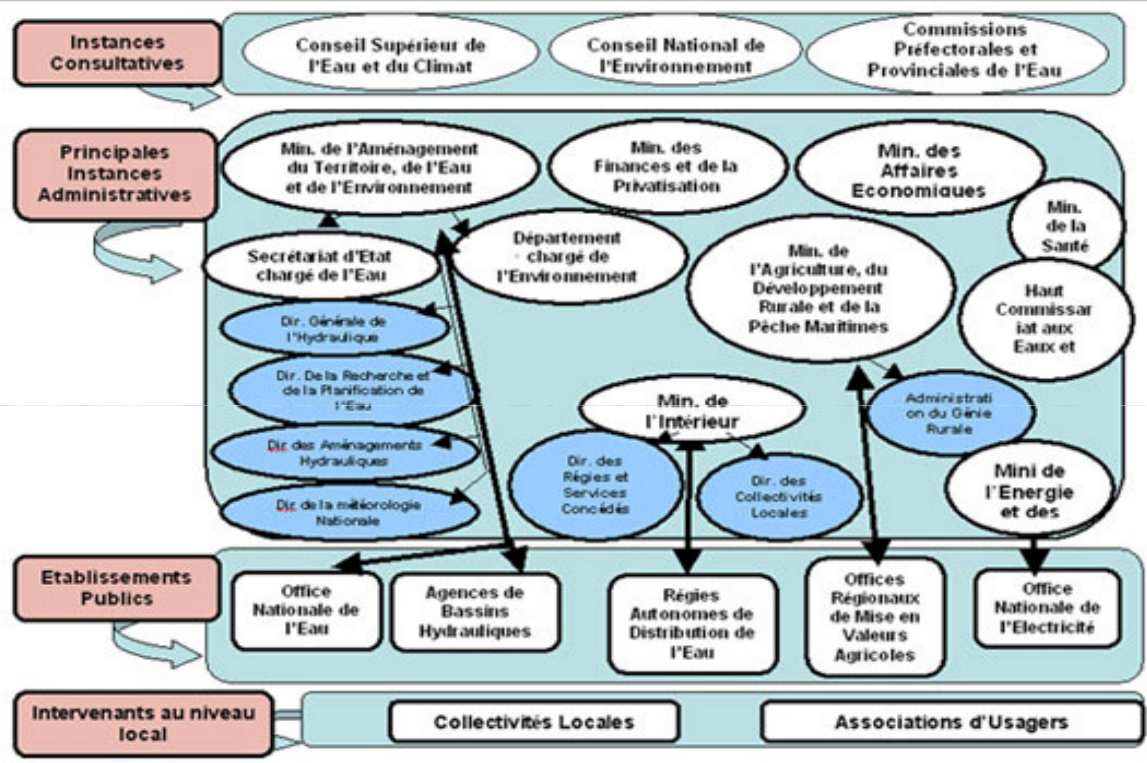 Instances
Consultatives
Conseil Supérieur de
l'Eau et du Climat
Conseil National de
l'Environnement
Commissions
Préfectorales et
Provinciales de l'Eau
Principales
Instances
Administratives
Min. de l'Aménagement
du Territoire, de l'Eau
et de l'Environnement
Min. des
Finances et de la
Privatisation
Min. des
Affaires
Economiques
Min.
de la
Santé
Secrétariat d'Etat
chargé de l'Eau
Département
chargé de
l'Environnement
Min. de
l'Agriculture, du
Développement
Rurale et de la
Pèche Maritimes
Haut
Commissar
iat aux
Eaux et
Dir. Générale de
l'Hydraulique
Dir. De la Recherche et
de la Planification de
l'Eau
Dir des Aménagements
Hydrauliques
Dir de la météorologie
Nationale
Min. de
l'Intérieur
Dir. des
Régies et
Services
Concédés
Dir. des
Collectivités
Locales
Administrati
on du Génie
Rurale
Mini de
l'Energie
et des
Etablissements
Publics
Office
Nationale de
l'Eau
Agences de
Bassins
Hydrauliques
Régies
Autonomes de
Distribution de
l'Eau
Offices
Régionaux
de Mise en
Valeurs
Agricoles
Office
Nationale de
l'Electricité
Intervenants au niveau
local
Collectivités Locales
Associations d'Usagers